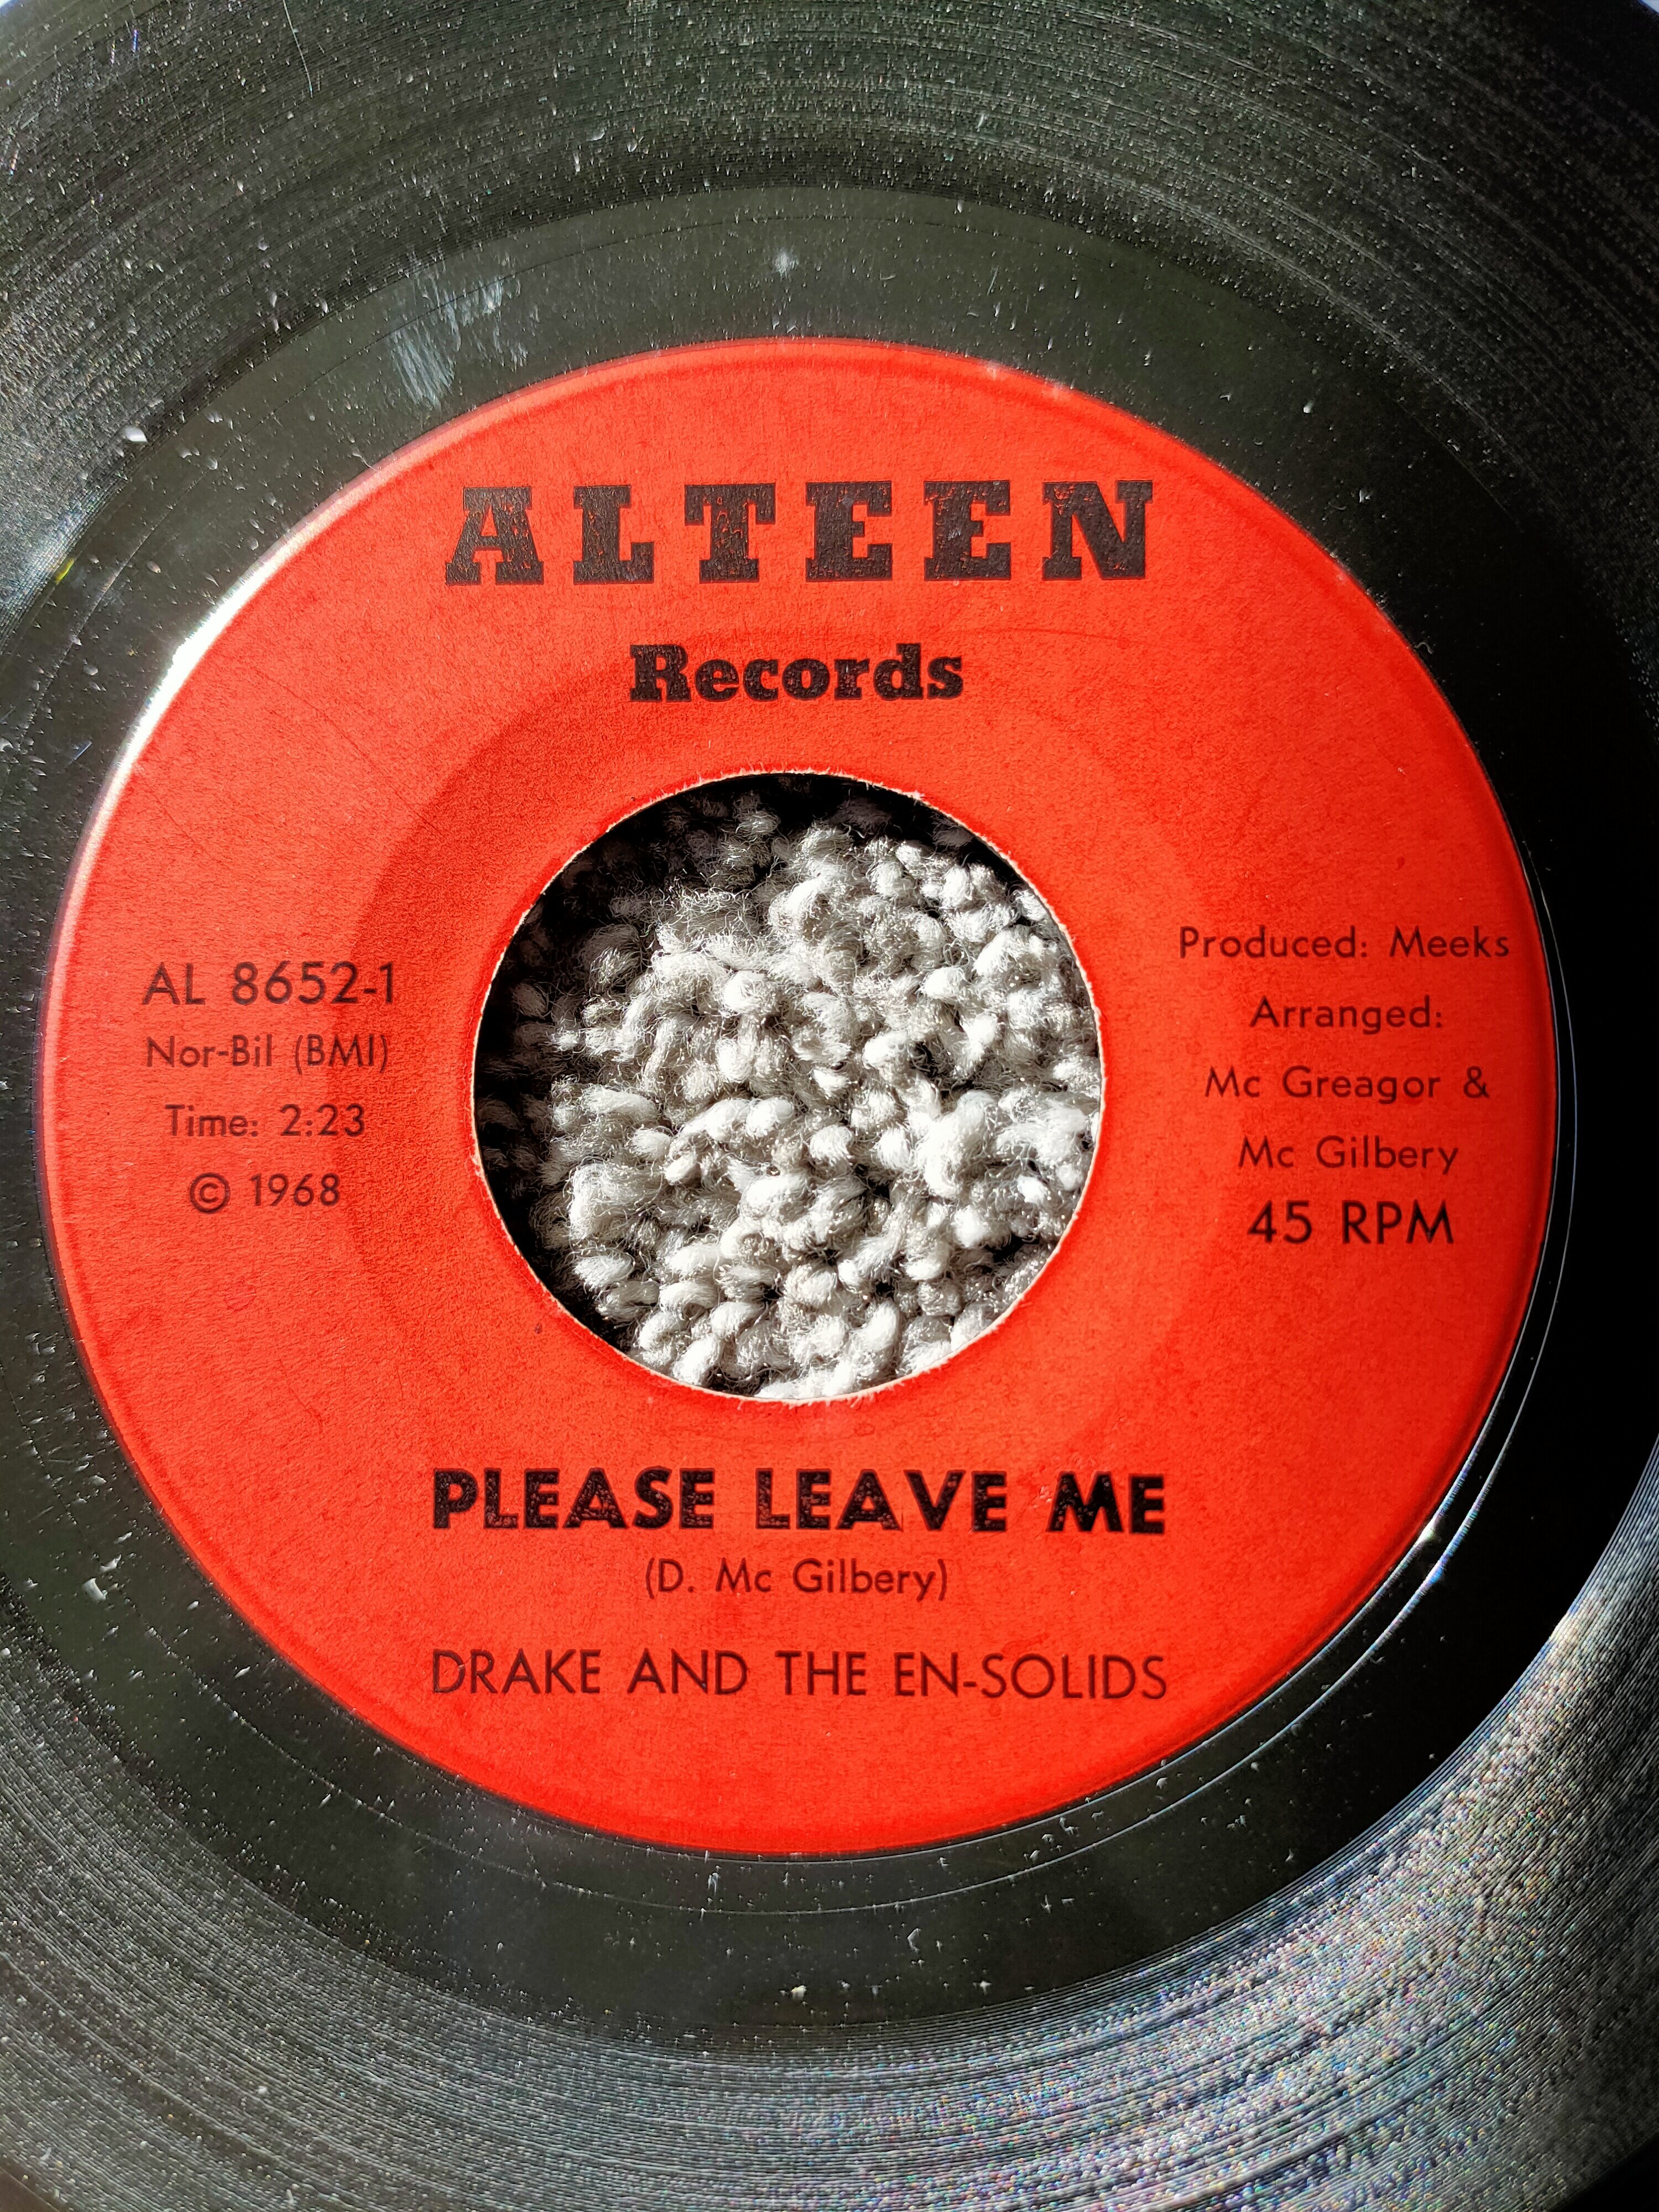 ALTEEN
Records
AL 8652-1
Nor-Bil (BMI)
Time: 2:23
© 1968
Produced: Meeks
Arranged:
Mc Greagor &
Mc Gilbery
45 RPM
PLEASE LEAVE ME
(D. Mc Gilbery)
DRAKE AND THE EN-SOLIDS